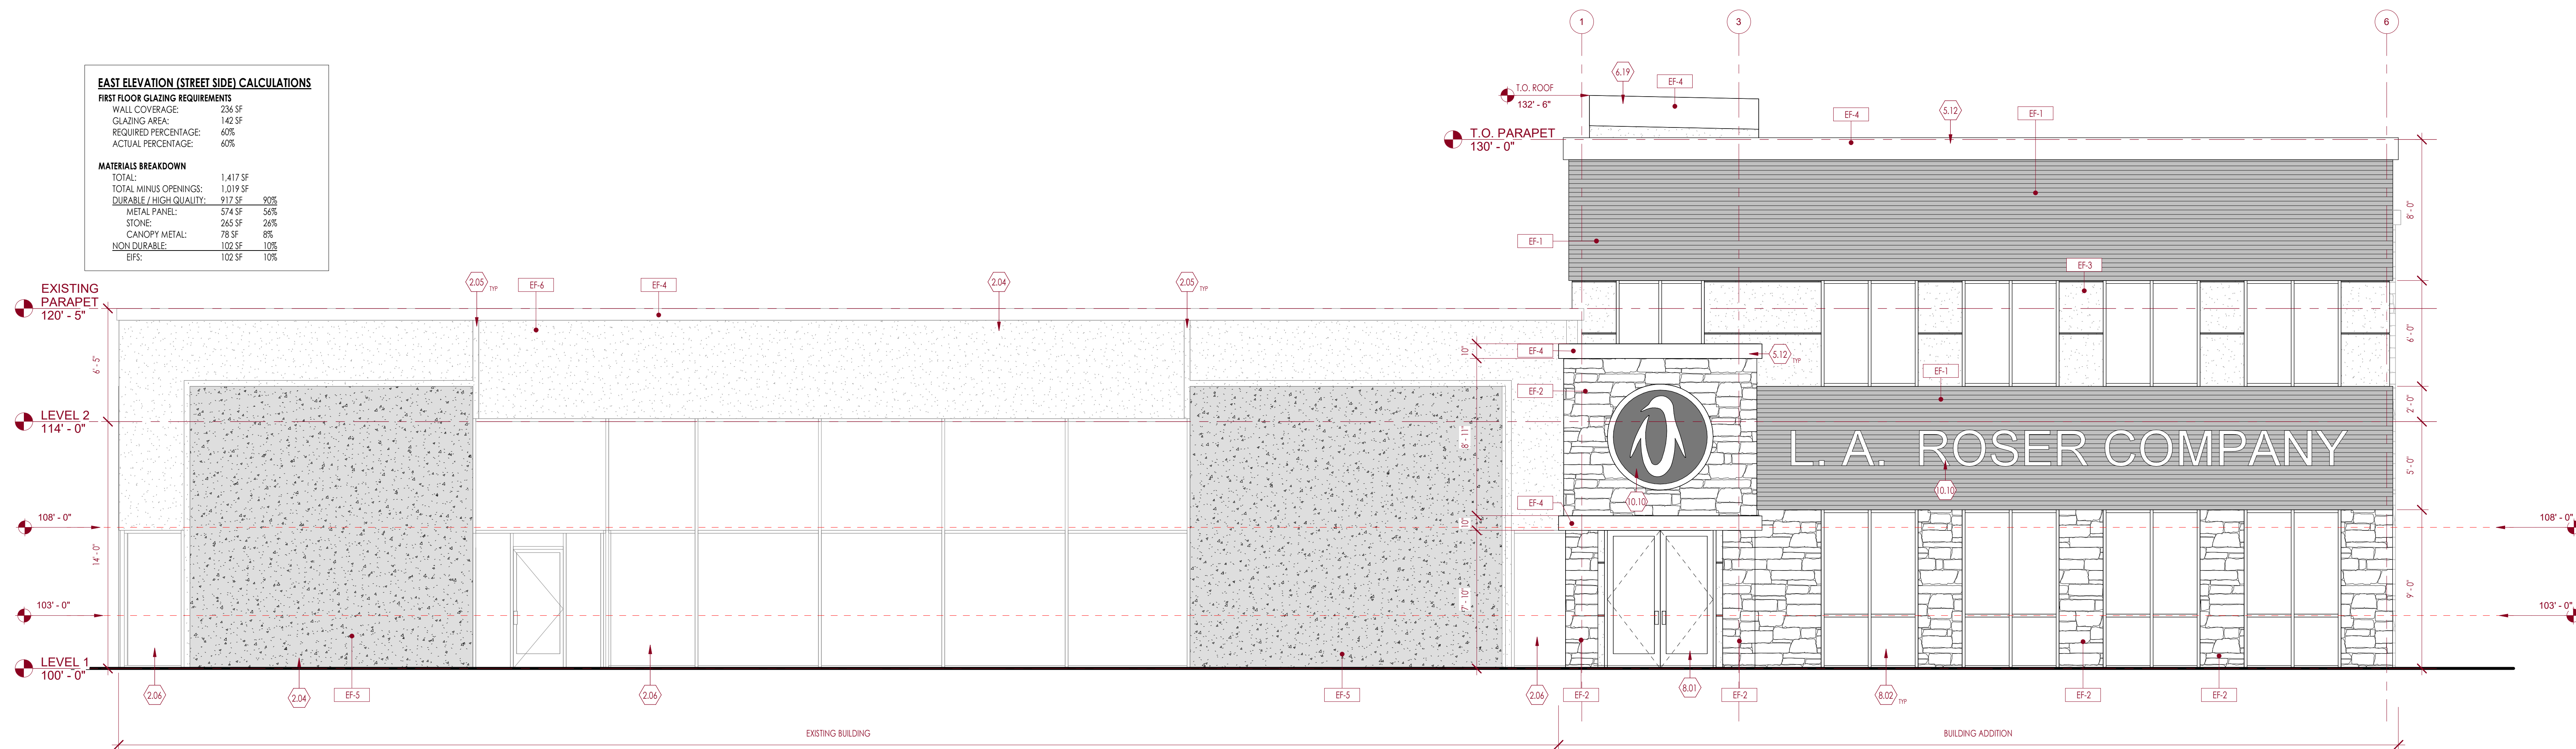 1
3
6
EAST ELEVATION (STREET SIDE) CALCULATIONS
FIRST FLOOR GLAZING REQUIREMENTS
WALL COVERAGE: 236 SF
GLAZING AREA: 142 SF
REQUIRED PERCENTAGE: 60%
ACTUAL PERCENTAGE: 60%
MATERIALS BREAKDOWN
TOTAL: 1,417 SF
TOTAL MINUS OPENINGS: 1,019 SF
DURABLE / HIGH QUALITY: 917 SF 90%
METAL PANEL: 574 SF 56%
STONE: 265 SF 26%
CANOPY METAL: 78 SF 8%
NON DURABLE: 102 SF 10%
EIFS: 102 SF 10%
6.19
EF-4
T.O. ROOF
132' - 6"
EF-4
5.12
EF-1
T.O. PARAPET
130' - 0"
8' - 0"
EF-1
EF-3
EXISTING
PARAPET
120' - 5"
2.05 TYP
EF-6
EF-4
2.04
2.05 TYP
6' - 5"
10"
EF-4
5.12 TYP
6' - 0"
EF-2
EF-1
2' - 0"
LEVEL 2
114' - 0"
8' - 11"
L. A. ROSER COMPANY
5' - 0"
10.10
10.10
EF-4
10"
108' - 0"
108' - 0"
14' - 0"
7' - 10"
9' - 0"
103' - 0"
103' - 0"
LEVEL 1
100' - 0"
2.06
2.04
EF-5
2.06
EF-5
2.06
EF-2
8.01
EF-2
8.02 TYP
EF-2
EF-2
EXISTING BUILDING
BUILDING ADDITION